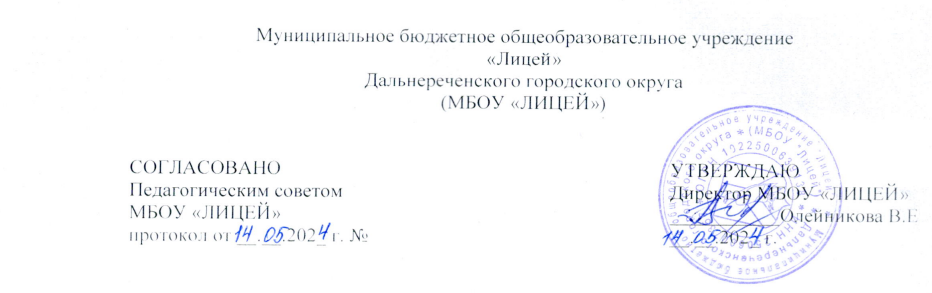 Муниципальное бюджетное общеобразовательное учреждение
«Лицей»
Дальнереченского городского округа
(МБОУ «ЛИЦЕЙ»)
СОГЛАСОВАНО
Педагогическим советом
МБОУ «ЛИЦЕЙ»
протокол от 14.05.2024 г. №
УТВЕРЖДАЮ
Директор МБОУ «ЛИЦЕЙ»
Олейникова В.Е
14.05.2024 г.